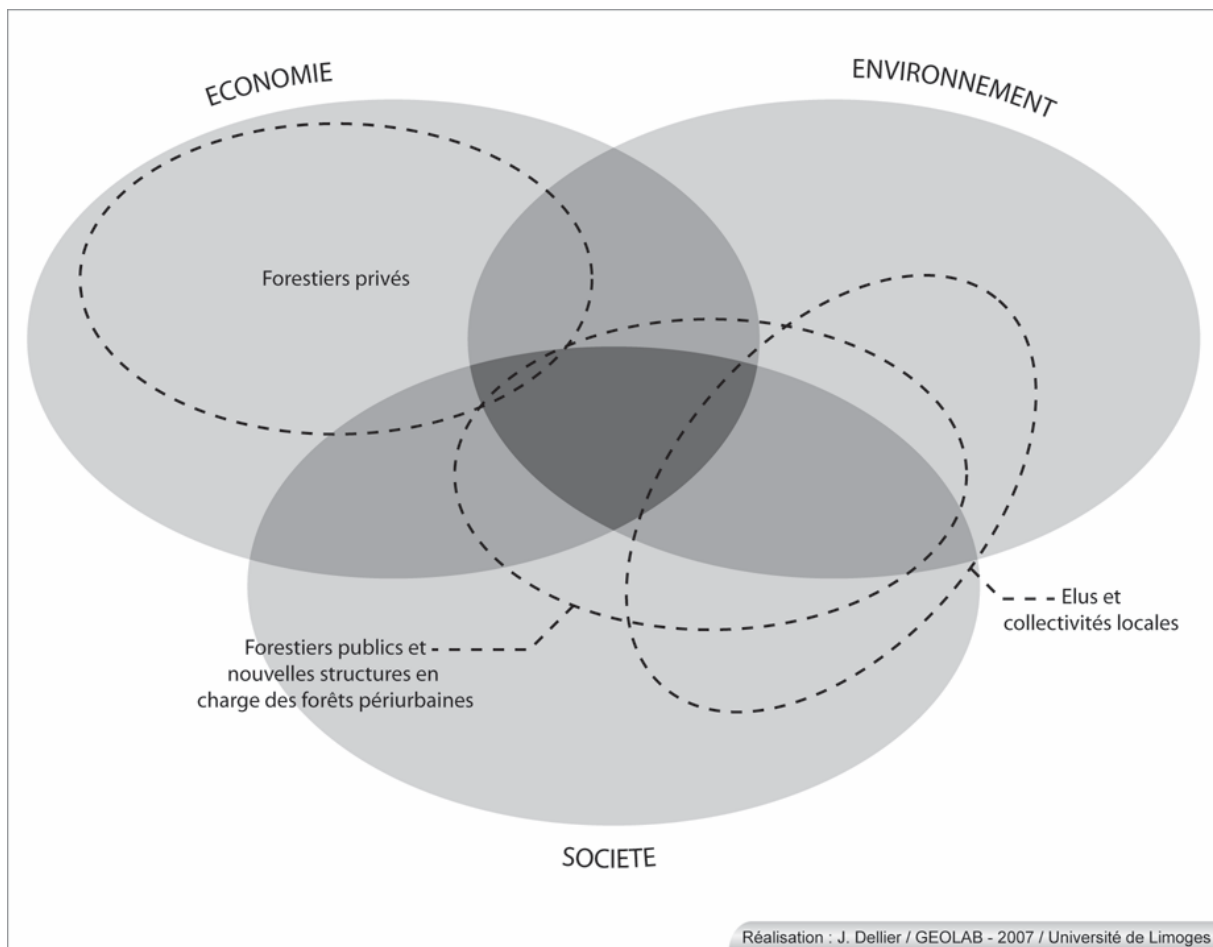 ECONOMIE
ENVIRONNEMENT
Forestiers privés
Elus et
collectivités locales
Forestiers publics et
nouvelles structures en
charge des forêts périurbaines
SOCIETE
Réalisation : J. Dellier / GEOLAB - 2007 / Université de Limoges